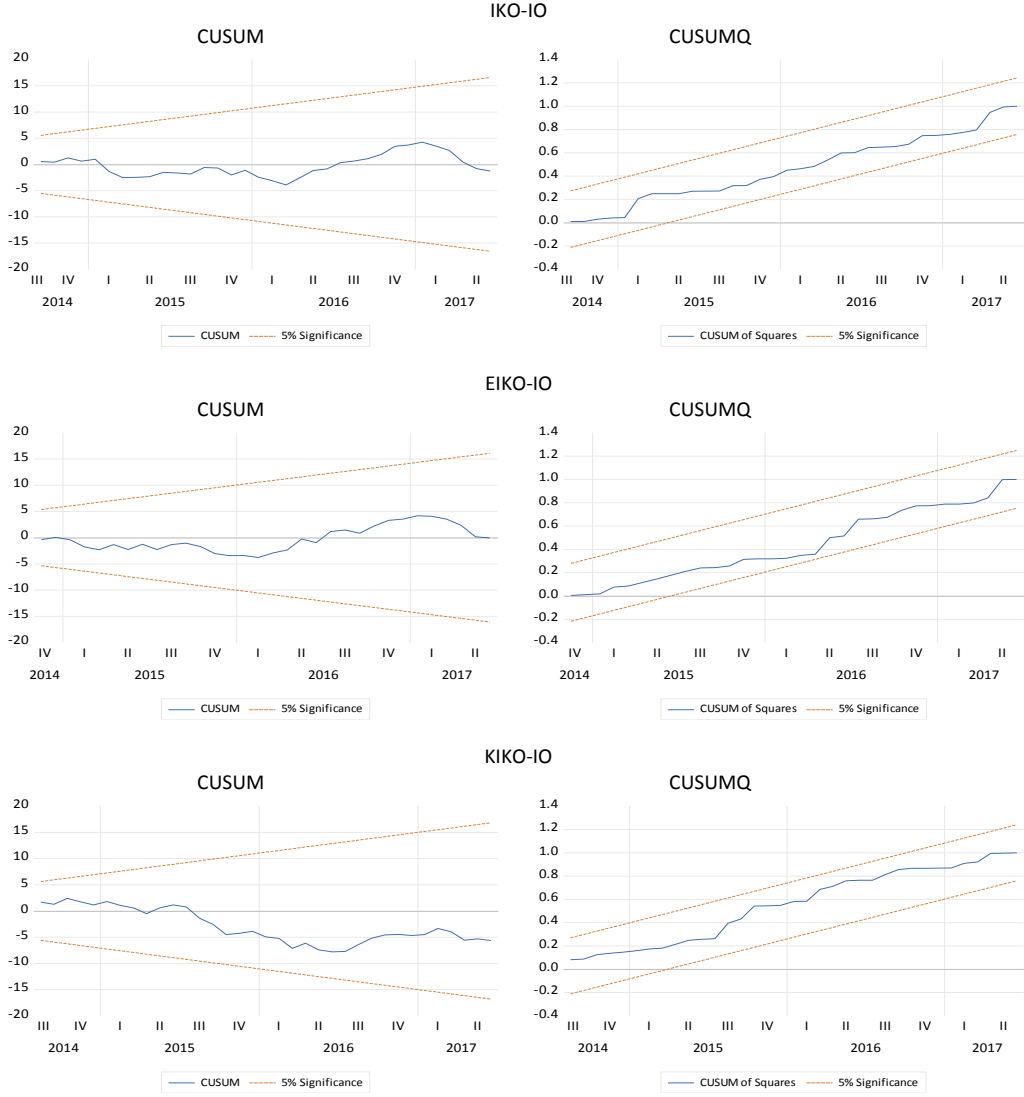 IKO-IO
CUSUM CUSUMQ
20
15
10
5
0
-5
-10
-15
-20
III IV I II III IV I II III IV I II
2014 2015 2016 2017
CUSUM 5% Significance
1.4
1.2
1.0
0.8
0.6
0.4
0.2
0.0
-0.2
-0.4
III IV I II III IV I II III IV I II
2014 2015 2016 2017
CUSUM of Squares 5% Significance
EIKO-IO
CUSUM CUSUMQ
20
15
10
5
0
-5
-10
-15
-20
IV I II III IV I II III IV I II
2014 2015 2016 2017
CUSUM 5% Significance
1.4
1.2
1.0
0.8
0.6
0.4
0.2
0.0
-0.2
-0.4
IV I II III IV I II III IV I II
2014 2015 2016 2017
CUSUM of Squares 5% Significance
KIKO-IO
CUSUM CUSUMQ
20
15
10
5
0
-5
-10
-15
-20
III IV I II III IV I II III IV I II
2014 2015 2016 2017
CUSUM 5% Significance
1.4
1.2
1.0
0.8
0.6
0.4
0.2
0.0
-0.2
-0.4
III IV I II III IV I II III IV I II
2014 2015 2016 2017
CUSUM of Squares 5% Significance